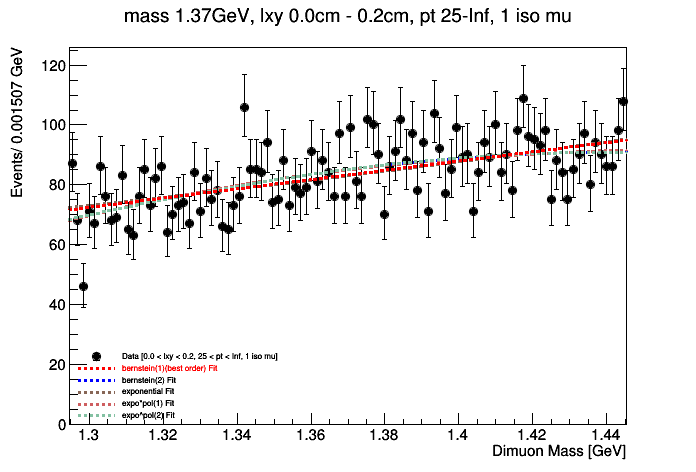 mass 1.37GeV, lxy 0.0cm - 0.2cm, pt 25-Inf, 1 iso mu
Events/ 0.001507 GeV
120
100
80
60
40
20
0
Data [0.0 < lxy < 0.2, 25 < pt < Inf, 1 iso mu]
bernstein(1)(best order) Fit
bernstein(2) Fit
exponential Fit
expo*pol(1) Fit
expo*pol(2) Fit
1.3 1.32 1.34 1.36 1.38 1.4 1.42 1.44
Dimuon Mass [GeV]